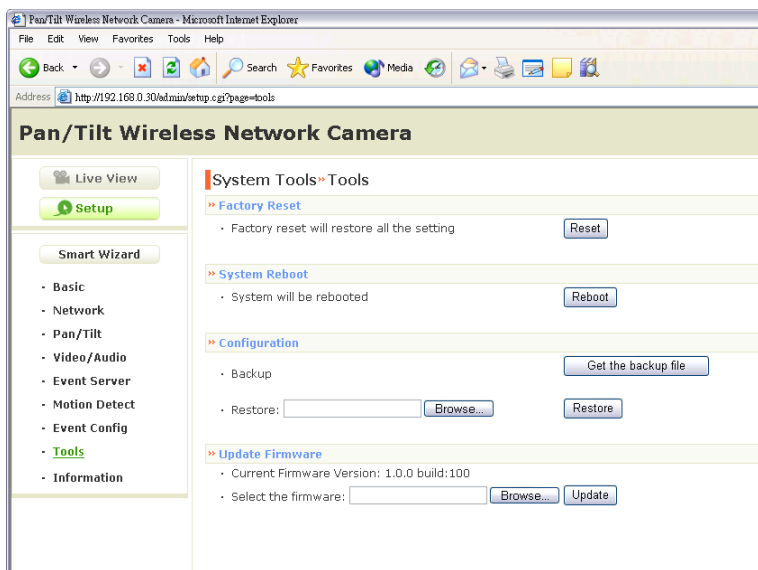 Pan/Tilt Wireless Network Camera - Microsoft Internet Explorer
File Edit View Favorites Tools Help
Back Search Favorites Media
Address http://192.168.0.30/admin/setup.cgi?page=tools
Pan/Tilt Wireless Network Camera
Live View
Setup
Smart Wizard
· Basic
· Network
· Pan/Tilt
· Video/Audio
· Event Server
· Motion Detect
· Event Config
· Tools
· Information
System Tools» Tools
» Factory Reset
· Factory reset will restore all the setting Reset
» System Reboot
· System will be rebooted Reboot
» Configuration
· Backup Get the backup file
· Restore: Browse... Restore
» Update Firmware
· Current Firmware Version: 1.0.0 build:100
· Select the firmware: Browse... Update